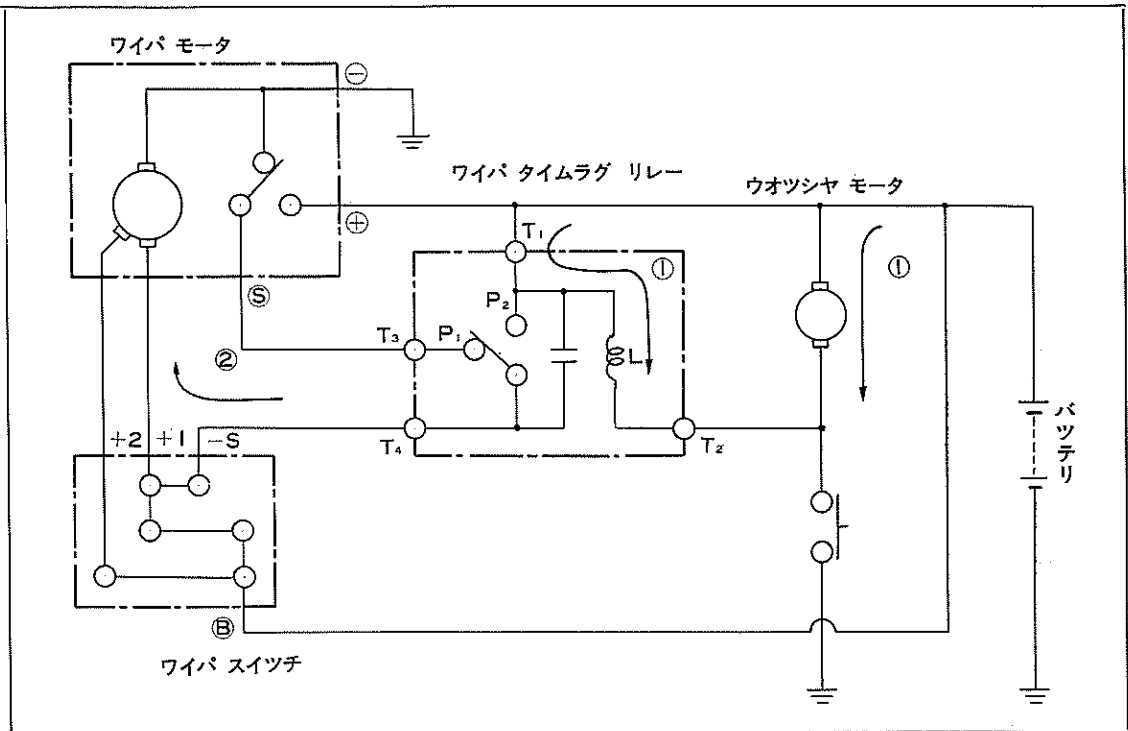 ワイパ モータ
⊖
ワイパ タイムラグ リレー
ウオツシヤ モータ
⊕
T₁
①
①
Ⓢ
P₂
T₃
P₁
L
②
バツテリ
+2
+1
-S
T₄
T₂
Ⓑ
ワイパ スイツチ